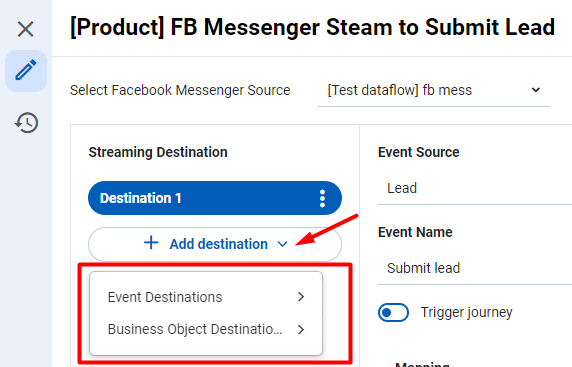 [Product] FB Messenger Steam to Submit Lead
Select Facebook Messenger Source
[Test dataflow] fb mess
Streaming Destination
Destination 1
Add destination
Event Destinations
Business Object Destinatio...
Event Source
Lead
Event Name
Submit lead
Trigger journey
Mapping